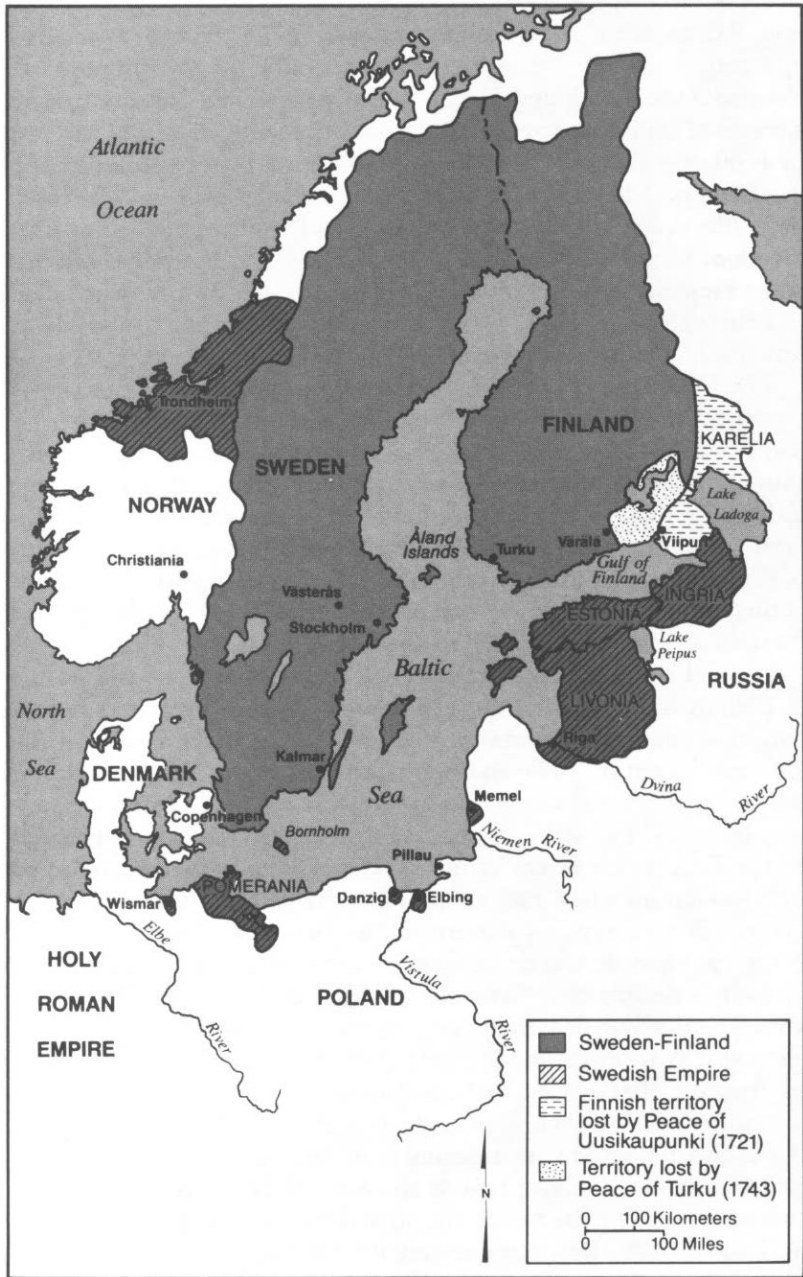 Atlantic
Ocean
Trondheim
FINLAND
KARELIA
SWEDEN
Lake
Ladoga
NORWAY
Åland
Islands
Turku
Väräla
Viipuri
Gulf of
Finland
Christiania
Västerås
Stockholm
ESTONIA
INGRIA
Lake
Peipus
Baltic
RUSSIA
North
Sea
LIVONIA
Riga
Kalmar
DENMARK
Sea
Dvina
River
Copenhagen
Bornholm
Memel
Niemen River
Pillau
POMERANIA
Wismar
Danzig
Elbing
Elbe
River
HOLY
ROMAN
EMPIRE
POLAND
Vistula
River
Sweden-Finland
Swedish Empire
Finnish territory
lost by Peace of
Uusikaupunki (1721)
Territory lost by
Peace of Turku (1743)
0 100 Kilometers
0 100 Miles
N